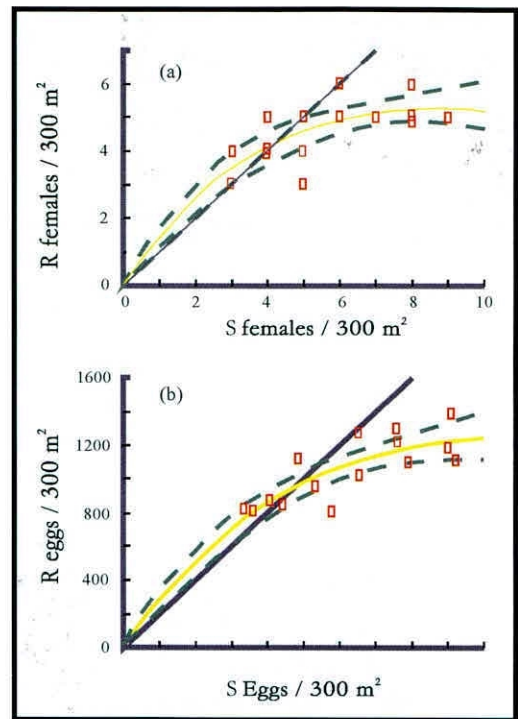 (a)
R females / 300 m²
6
4
2
0
0 2 4 6 8 10
S females / 300 m²
(b)
R eggs / 300 m²
1600
1200
800
400
0
S Eggs / 300 m²